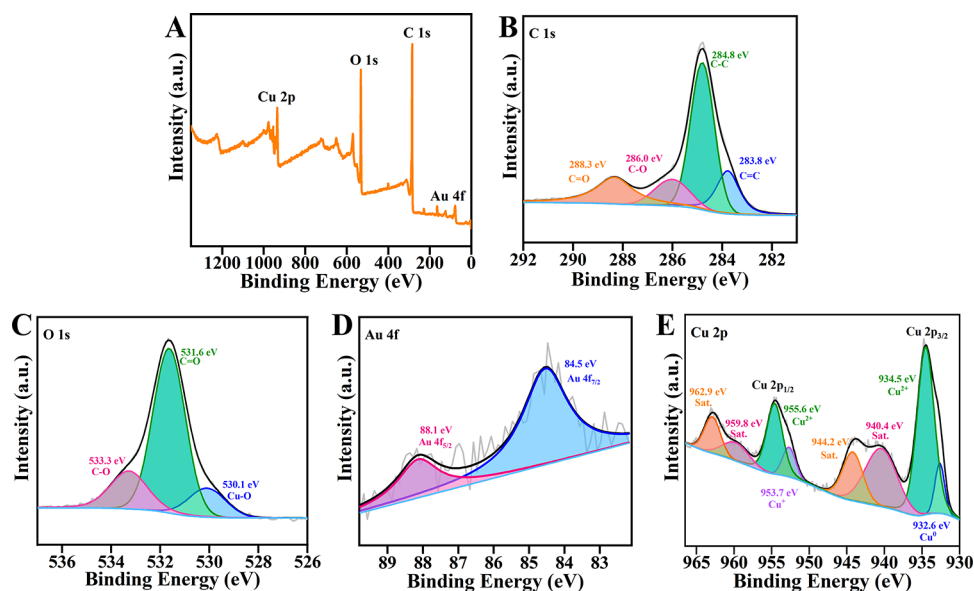 A
C 1s
O 1s
Cu 2p
Au 4f
Intensity (a.u.)
1200 1000 800 600 400 200 0
Binding Energy (eV)
B
C 1s
284.8 eV
C-C
288.3 eV
C=O
286.0 eV
C-O
283.8 eV
C=C
Intensity (a.u.)
292 290 288 286 284 282
Binding Energy (eV)
C
O 1s
531.6 eV
C=O
533.3 eV
C-O
530.1 eV
Cu-O
Intensity (a.u.)
536 534 532 530 528 526
Binding Energy (eV)
D
Au 4f
84.5 eV
Au 4f7/2
88.1 eV
Au 4f5/2
Intensity (a.u.)
89 88 87 86 85 84 83
Binding Energy (eV)
E
Cu 2p
Cu 2p3/2
934.5 eV
Cu2+
962.9 eV
Sat.
Cu 2p1/2
959.8 eV
Sat.
955.6 eV
Cu2+
944.2 eV
Sat.
940.4 eV
Sat.
953.7 eV
Cu+
932.6 eV
Cu0
Intensity (a.u.)
965 960 955 950 945 940 935 930
Binding Energy (eV)